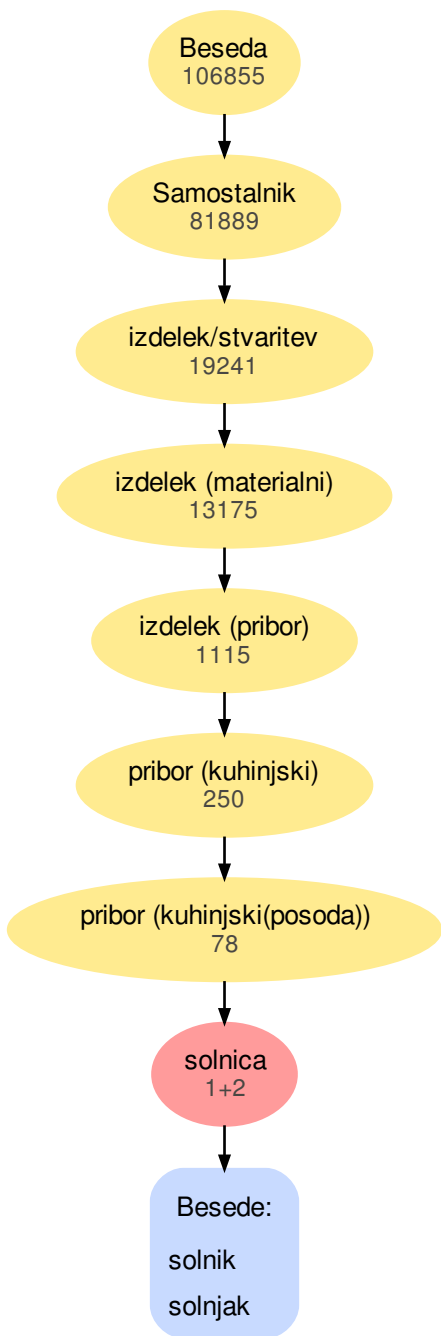 Beseda
106855
Samostalnik
81889
izdelek/stvaritev
19241
izdelek (materialni)
13175
izdelek (pribor)
1115
pribor (kuhinjski)
250
pribor (kuhinjski(posoda))
78
solnica
1+2
Besede:
solnik
solnjak